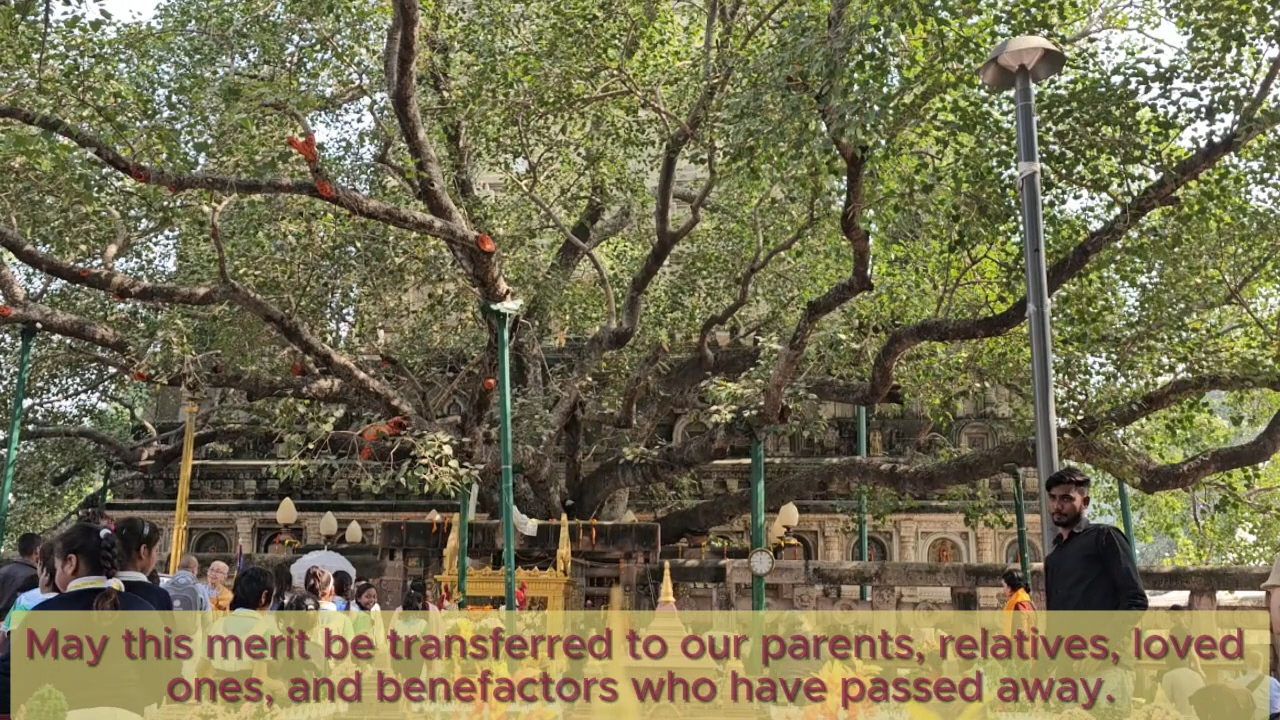 May this merit be transferred to our parents, relatives, loved
ones, and benefactors who have passed away.